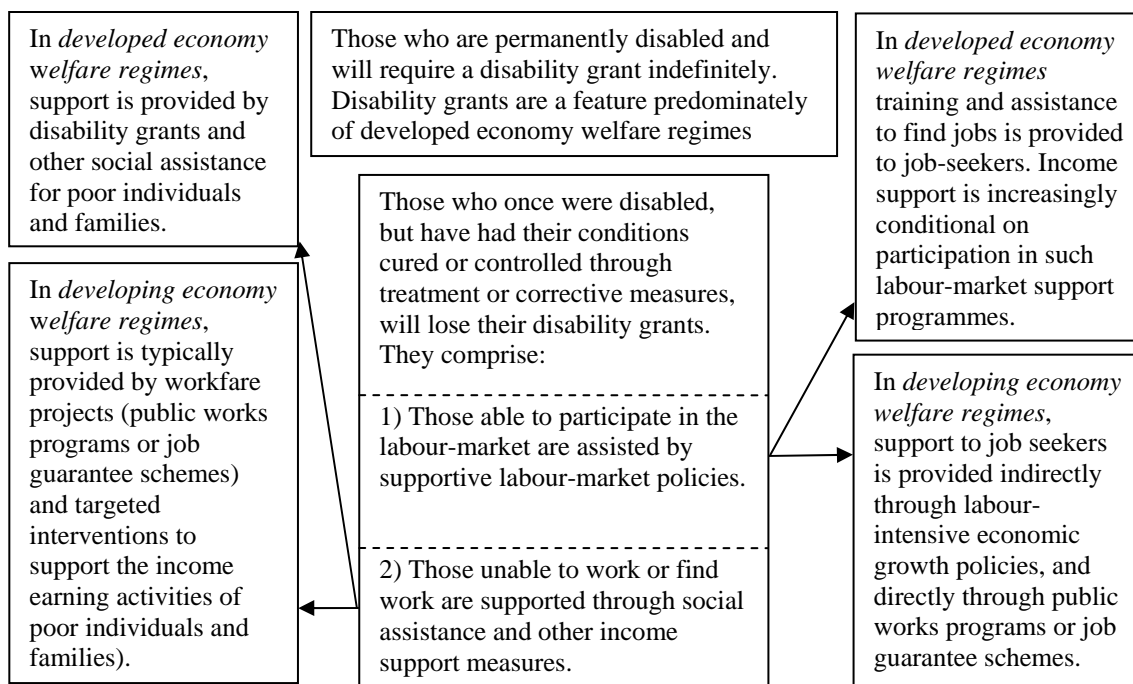 In developed economy
welfare regimes,
support is provided by
disability grants and
other social assistance
for poor individuals
and families.
In developing economy
welfare regimes,
support is typically
provided by workfare
projects (public works
programs or job
guarantee schemes)
and targeted
interventions to
support the income
earning activities of
poor individuals and
families).
Those who are permanently disabled and
will require a disability grant indefinitely.
Disability grants are a feature predominately
of developed economy welfare regimes
Those who once were disabled,
but have had their conditions
cured or controlled through
treatment or corrective measures,
will lose their disability grants.
They comprise:
1) Those able to participate in the
labour-market are assisted by
supportive labour-market policies.
2) Those unable to work or find
work are supported through social
assistance and other income
support measures.
In developed economy
welfare regimes
training and assistance
to find jobs is provided
to job-seekers. Income
support is increasingly
conditional on
participation in such
labour-market support
programmes.
In developing economy
welfare regimes,
support to job seekers
is provided indirectly
through labour-
intensive economic
growth policies, and
directly through public
works programs or job
guarantee schemes.